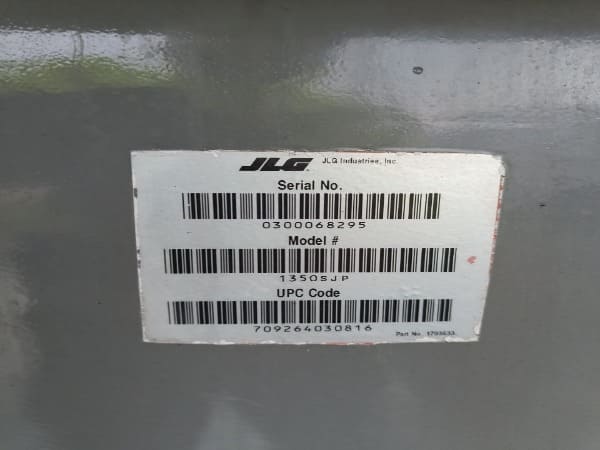 JLG JLG Industries, Inc.
Serial No.
0300068295
Model #
1350SJP
UPC Code
709264030816
Part No. 1703633